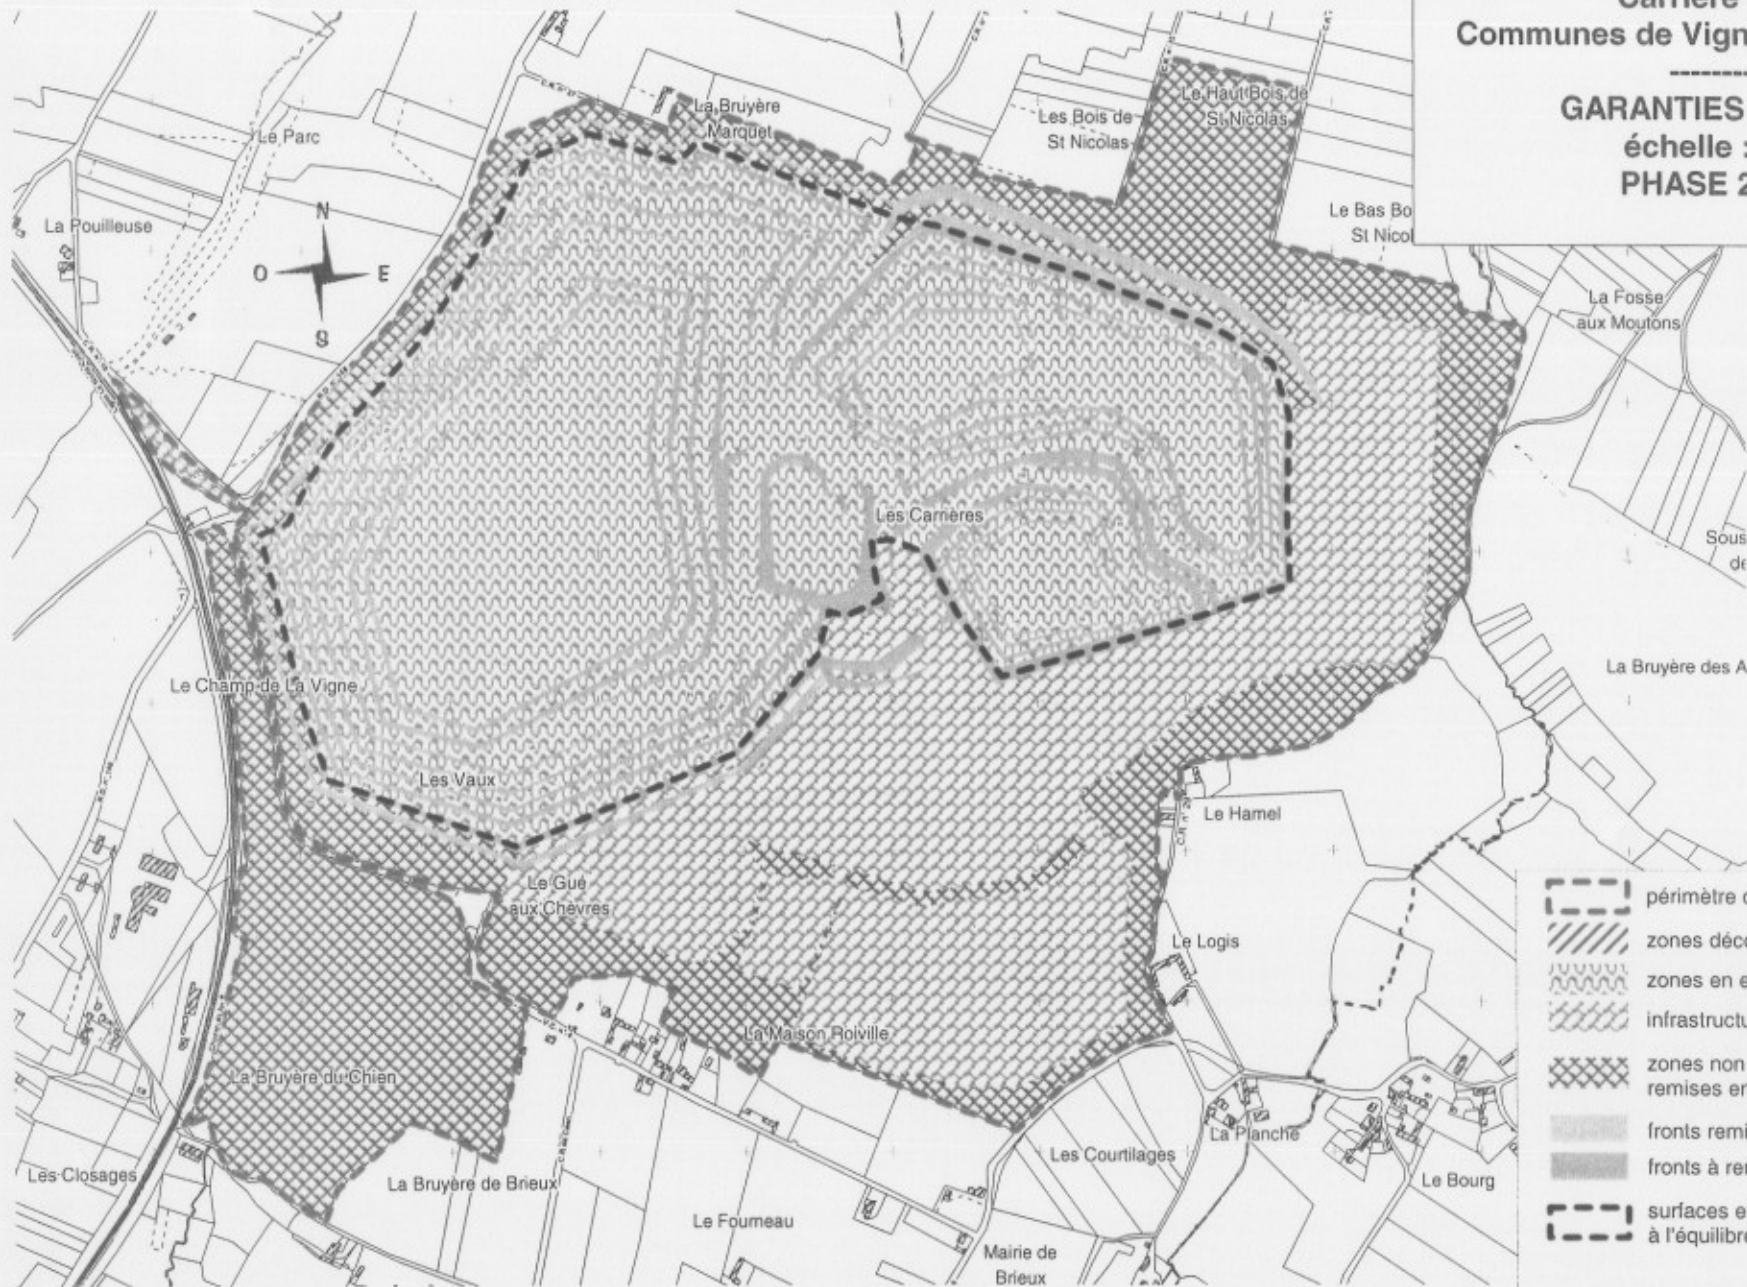 Communes de Vign
GARANTIES
échelle :
PHASE 2
La Bruyère
Marquet
Le Haut Bois de
St Nicolas
Les Bois de
St Nicolas
Le Parc
La Pouilleuse
N
O
E
S
Le Bas Bo
St Nicol
La Fosse
aux Moutons
Les Carrières
Sous
de
La Bruyère des A
Le Champ de La Vigne
Les Vaux
Le Hamel
Le Gué
aux Chèvres
Le Logis
La Maison Roiville
La Bruyère du Chien
La Planche
Les Courtilages
Le Bourg
Les Closages
La Bruyère de Brieux
Le Fourneau
Mairie de
Brieux
périmètre
zones déco
zones en e
infrastructu
zones non
remises en
fronts remi
fronts à rem
surfaces e
à l'équilibre